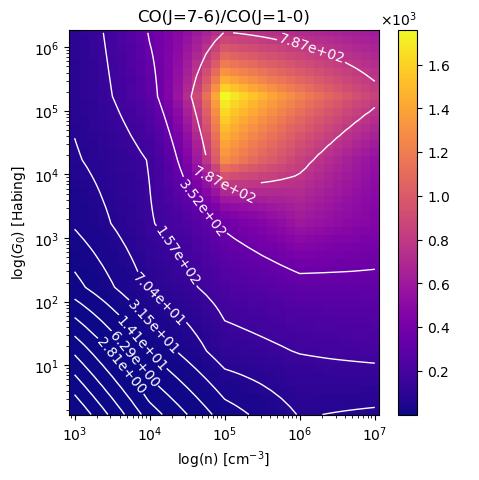 CO(J=7-6)/CO(J=1-0)
×10³
10⁶
10⁵
10⁴
10³
10²
10¹
log(G₀) [Habing]
7.87e+02
7.87e+02
3.52e+02
1.57e+02
7.04e+01
3.15e+01
1.41e+01
6.29e+00
2.81e+00
10³ 10⁴ 10⁵ 10⁶ 10⁷
log(n) [cm⁻³]
1.6
1.4
1.2
1.0
0.8
0.6
0.4
0.2